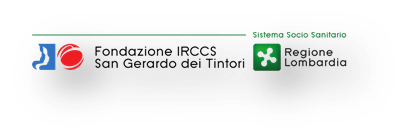 Sistema Socio Sanitario
Fondazione IRCCS
San Gerardo dei Tintori
Regione
Lombardia